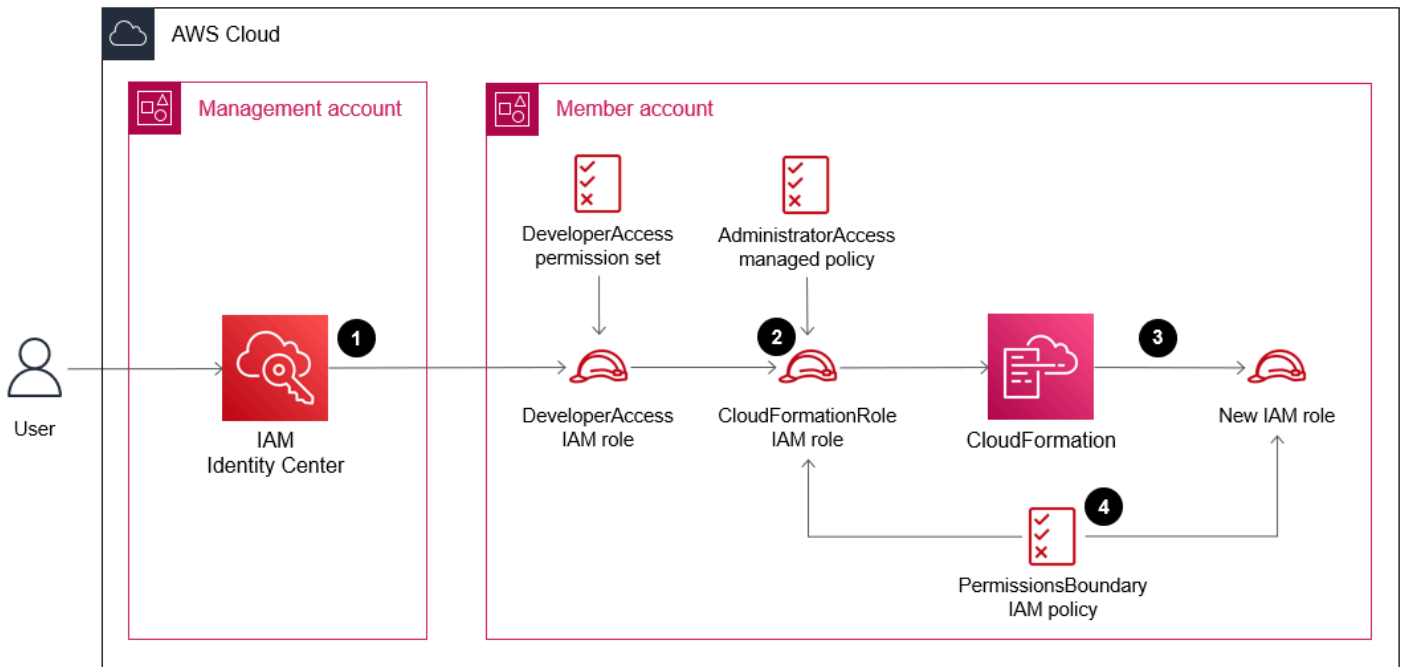 AWS Cloud
Management account
Member account
DeveloperAccess
permission set
AdministratorAccess
managed policy
1
2
3
User
IAM
Identity Center
DeveloperAccess
IAM role
CloudFormationRole
IAM role
CloudFormation
New IAM role
4
PermissionsBoundary
IAM policy